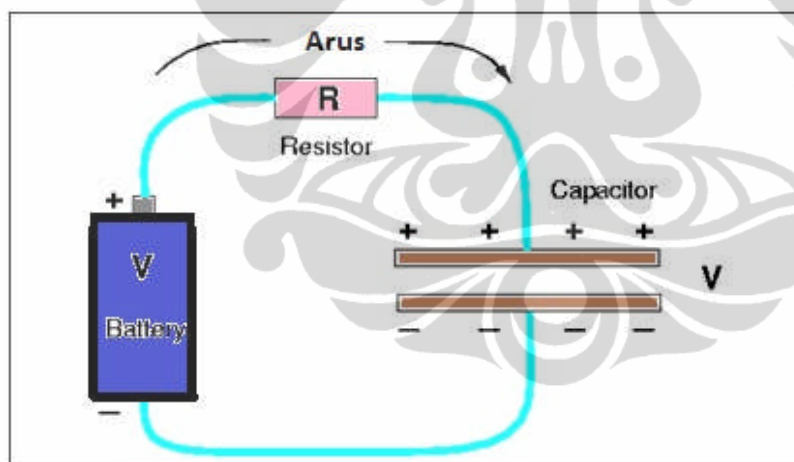 Arus
R
Resistor
Capacitor
+
+ + + +
V
V
Battery
− − − −
−